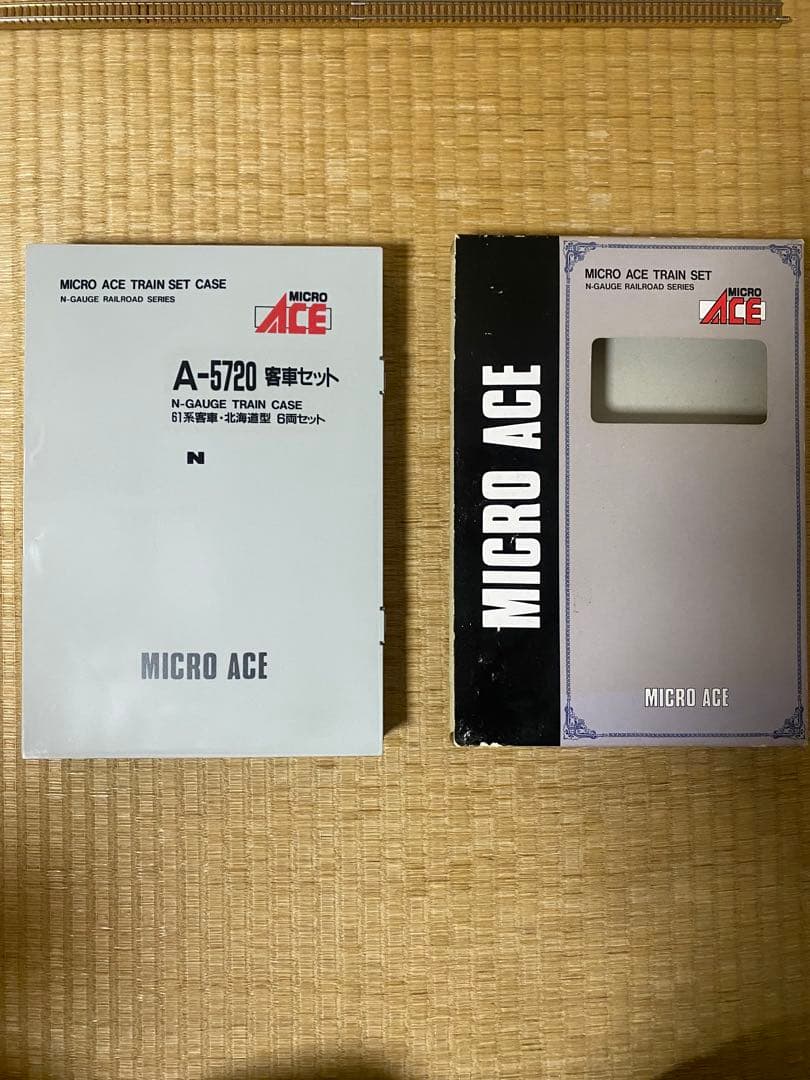 MICRO ACE TRAIN SET CASE
N-GAUGE RAILROAD SERIES
MICRO
ACE
A-5720 客車セット
N-GAUGE TRAIN CASE
61系客車・北海道型 6両セット
N
MICRO ACE
MICRO ACE
MICRO ACE TRAIN SET
N-GAUGE RAILROAD SERIES
MICRO
ACE
MICRO ACE